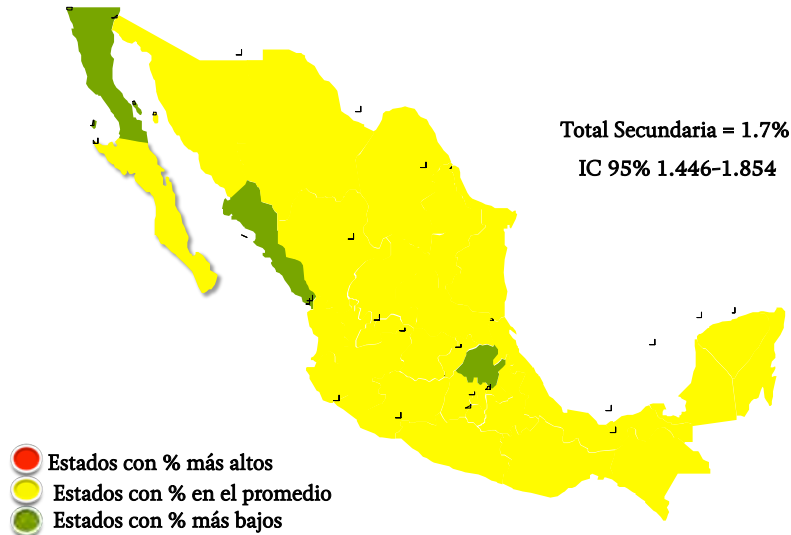 Total Secundaria = 1.7%
IC 95% 1.446-1.854
Estados con % más altos
Estados con % en el promedio
Estados con % más bajos